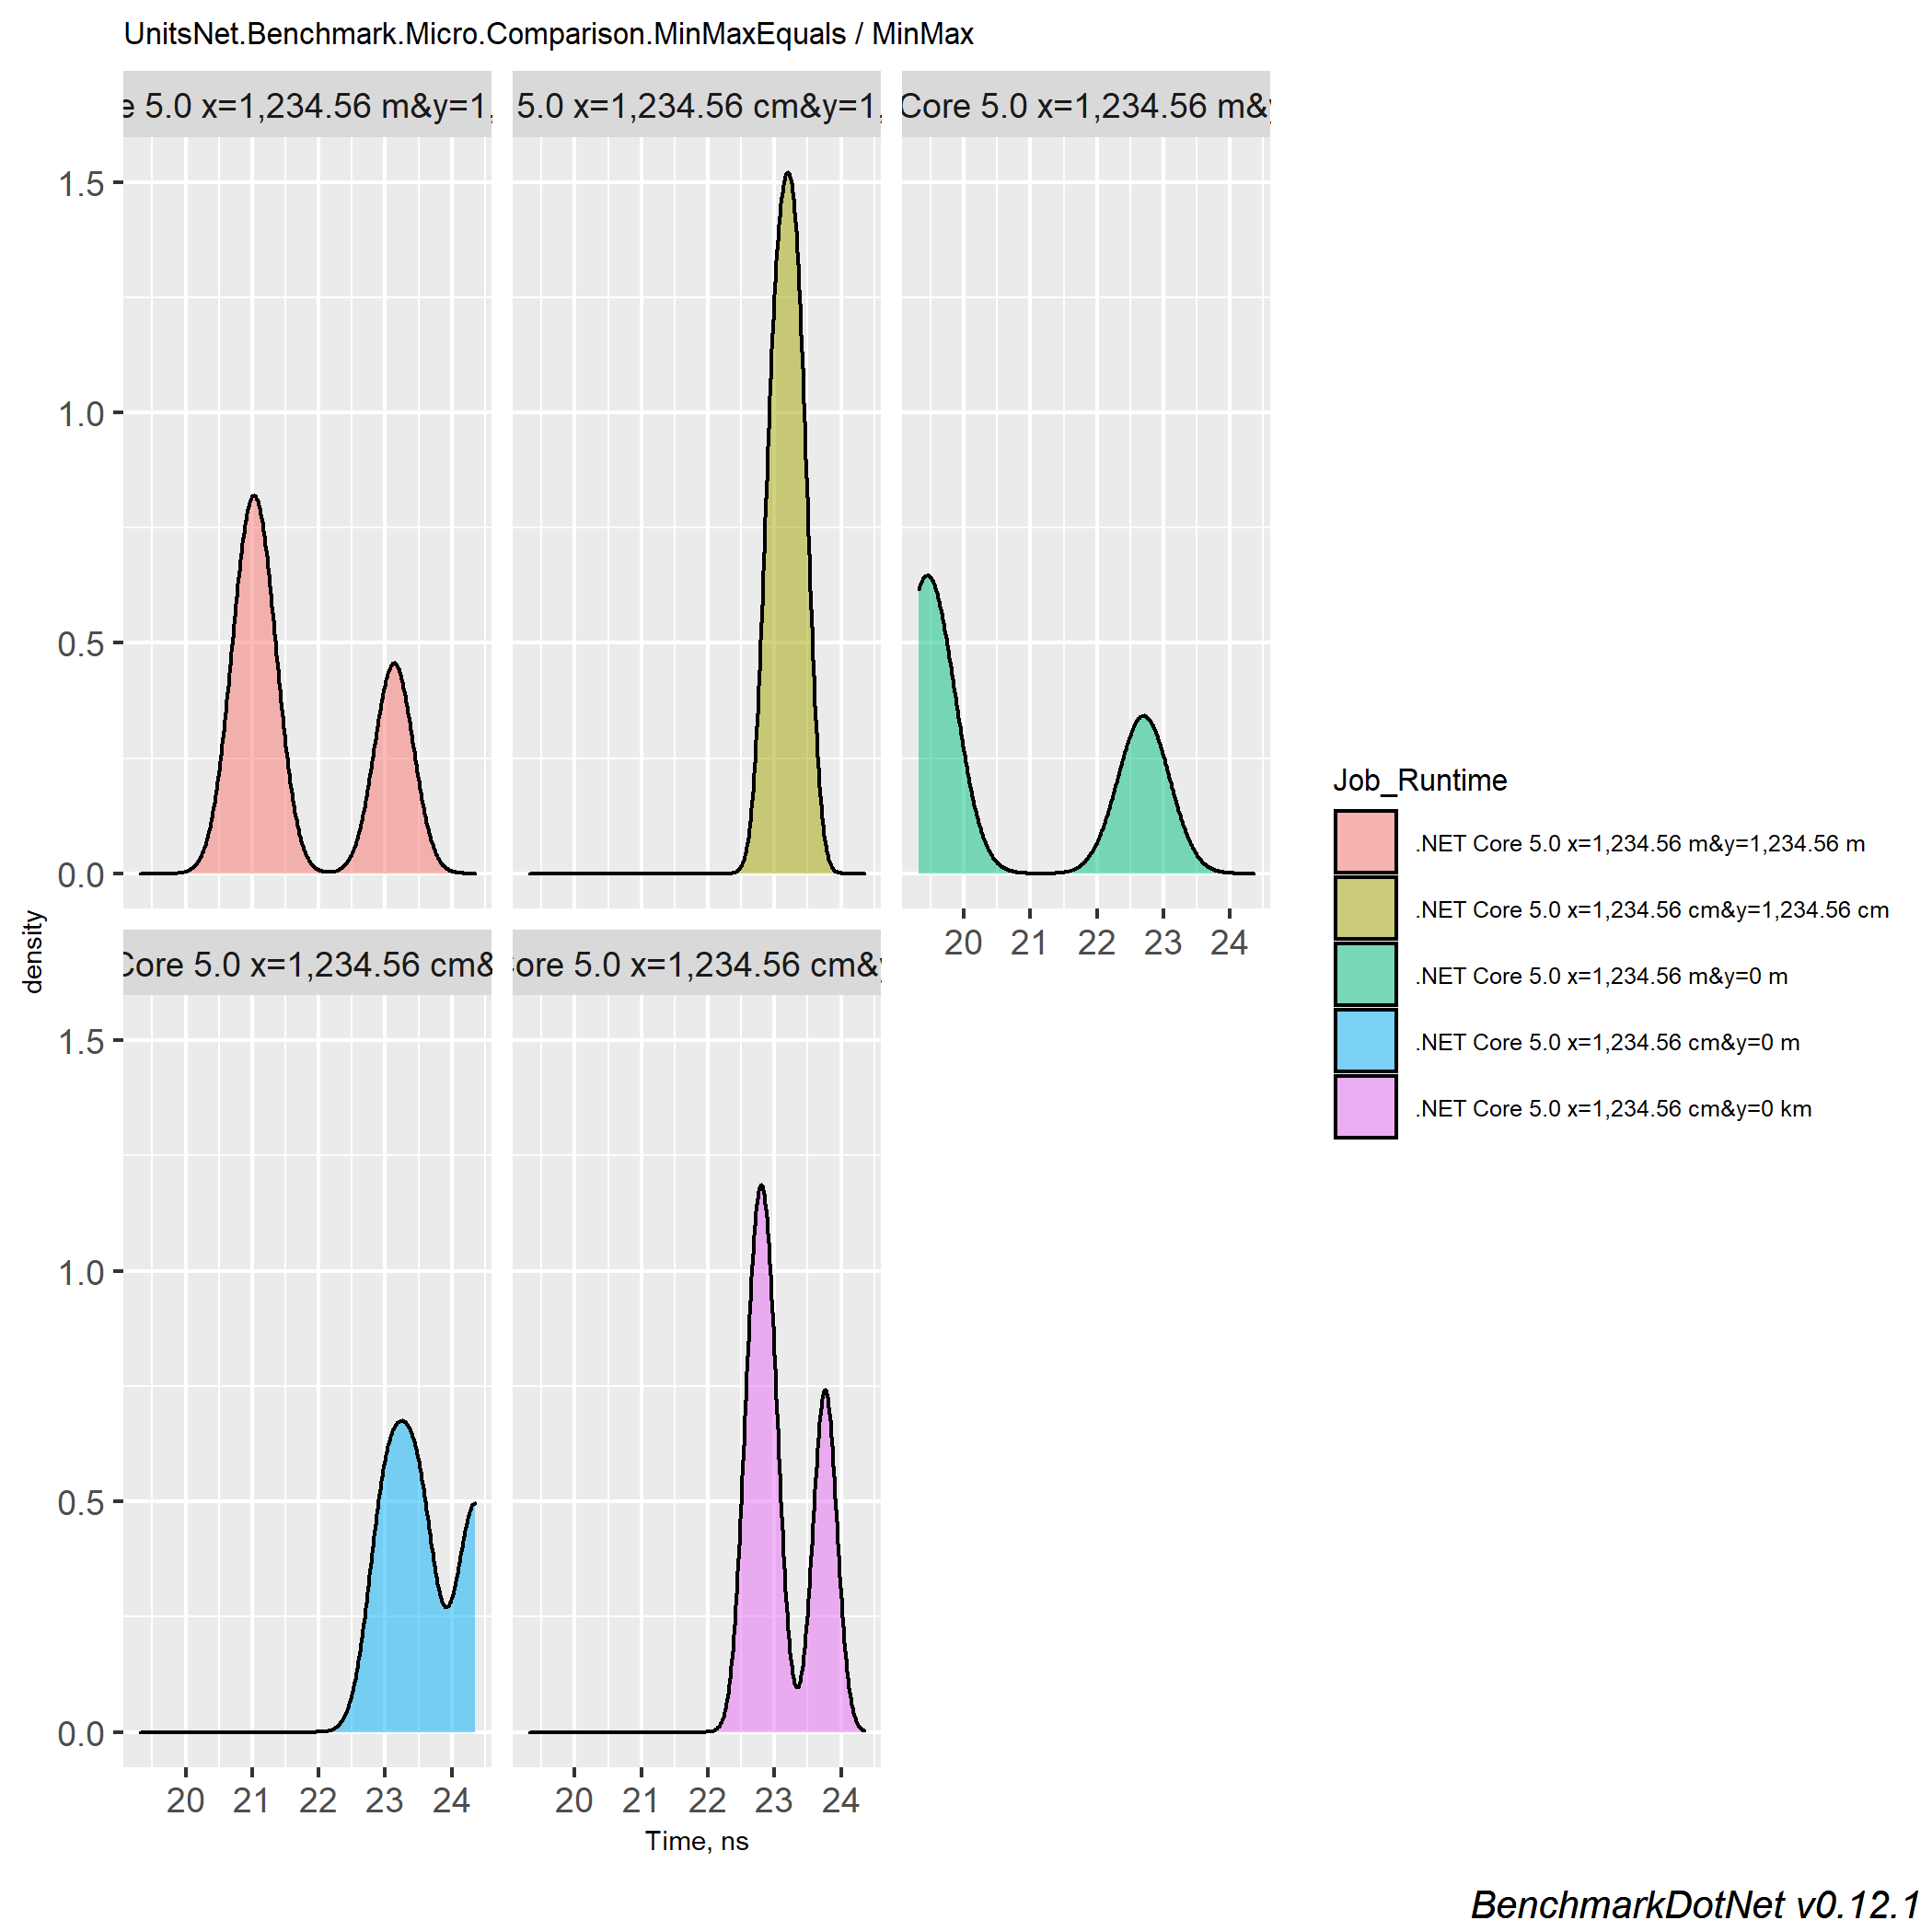 UnitsNet.Benchmark.Micro.Comparison.MinMaxEquals / MinMax
e 5.0 x=1,234.56 m&y=1,
5.0 x=1,234.56 cm&y=1,
Core 5.0 x=1,234.56 m&y
1.5
1.0
0.5
0.0
20 21 22 23 24
density
Core 5.0 x=1,234.56 cm&
Core 5.0 x=1,234.56 cm&y
1.5
1.0
0.5
0.0
20 21 22 23 24
20 21 22 23 24
Time, ns
Job_Runtime
.NET Core 5.0 x=1,234.56 m&y=1,234.56 m
.NET Core 5.0 x=1,234.56 cm&y=1,234.56 cm
.NET Core 5.0 x=1,234.56 m&y=0 m
.NET Core 5.0 x=1,234.56 cm&y=0 m
.NET Core 5.0 x=1,234.56 cm&y=0 km
BenchmarkDotNet v0.12.1